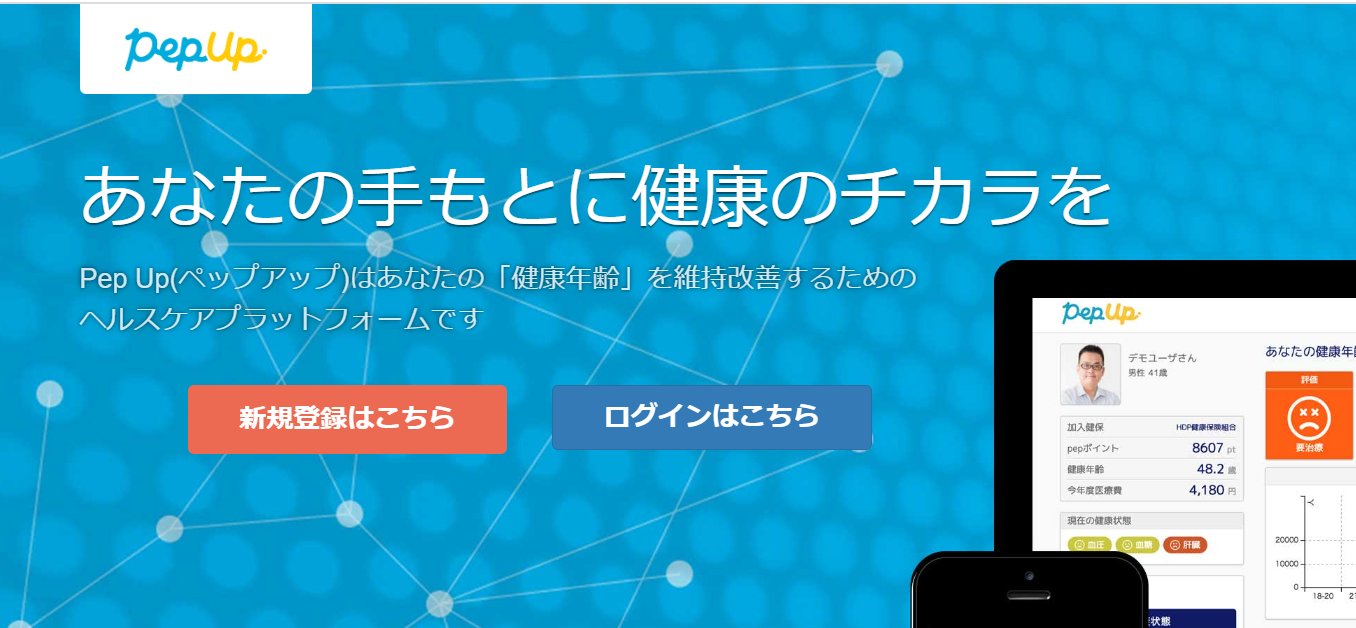 PepUp
あなたの手もとに健康のチカラを
Pep Up(ペップアップ)はあなたの「健康年齢」を維持改善するための
ヘルスケアプラットフォームです
新規登録はこちら
ログインはこちら
PepUp
デモユーザさん
男性 41歳
加入健保 HDP健康保険組合
pepポイント 8607 pt
健康年齢 48.2 歳
今年度医療費 4,180 円
現在の健康状態
血圧 血糖 肝臓
あなたの健康年
評価
要治療
20000
10000
0
18-20
状態